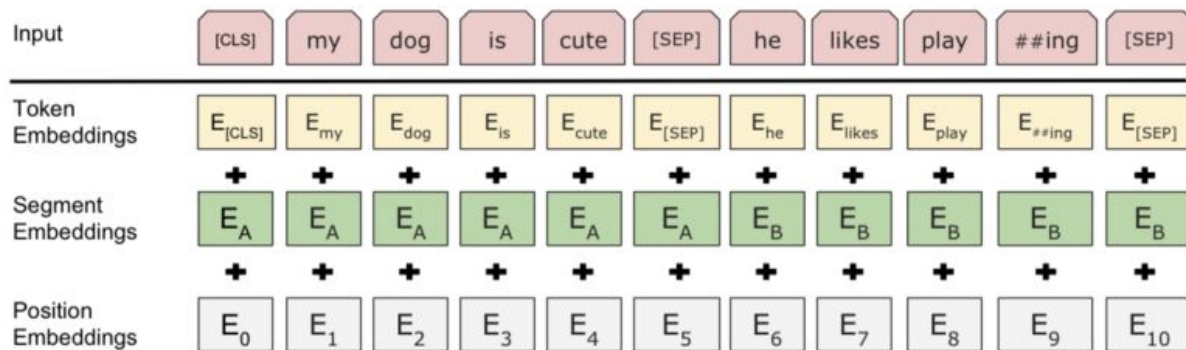 Input [CLS] my dog is cute [SEP] he likes play ##ing [SEP]
Token
Embeddings
E[CLS] Emy Edog Eis Ecute E[SEP] Ehe Elikes Eplay E##ing E[SEP]
+ + + + + + + + + + +
Segment
Embeddings
EA EA EA EA EA EA EB EB EB EB EB
+ + + + + + + + + + +
Position
Embeddings
E0 E1 E2 E3 E4 E5 E6 E7 E8 E9 E10